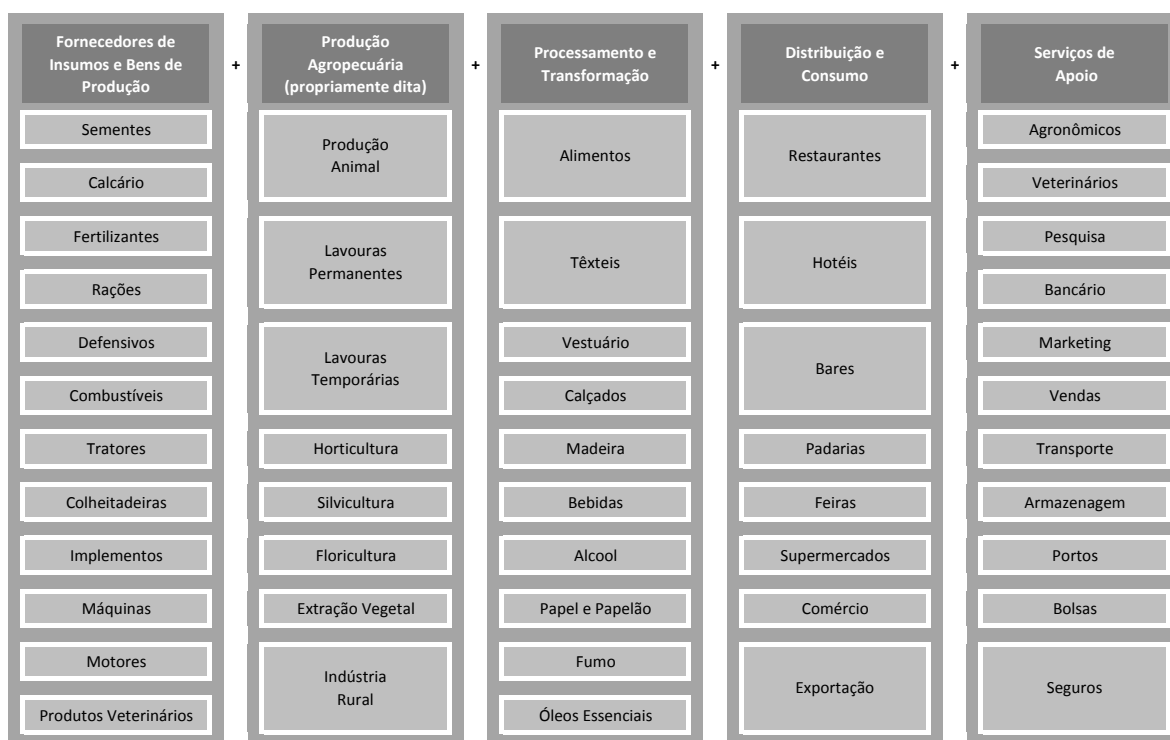 Fornecedores de
Insumos e Bens de
Produção
+
Produção
Agropecuária
(propriamente dita)
+
Processamento e
Transformação
+
Distribuição e
Consumo
+
Serviços de
Apoio
Sementes
Calcário
Fertilizantes
Rações
Defensivos
Combustíveis
Tratores
Colheitadeiras
Implementos
Máquinas
Motores
Produtos Veterinários
Produção
Animal
Lavouras
Permanentes
Lavouras
Temporárias
Horticultura
Silvicultura
Floricultura
Extração Vegetal
Indústria
Rural
Alimentos
Têxteis
Vestuário
Calçados
Madeira
Bebidas
Alcool
Papel e Papelão
Fumo
Óleos Essenciais
Restaurantes
Hotéis
Bares
Padarias
Feiras
Supermercados
Comércio
Exportação
Agronômicos
Veterinários
Pesquisa
Bancário
Marketing
Vendas
Transporte
Armazenagem
Portos
Bolsas
Seguros